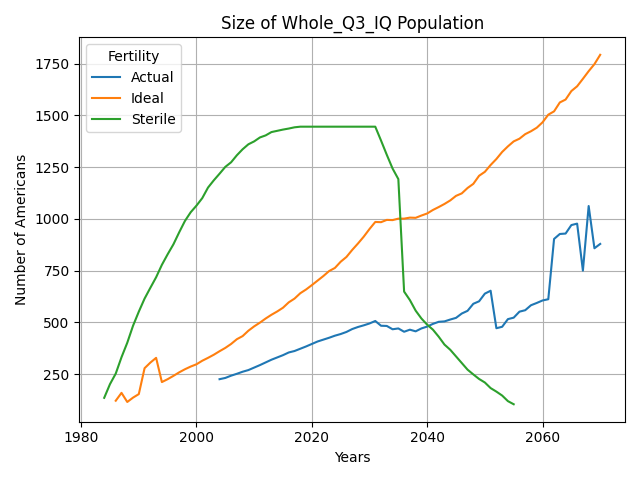 Size of Whole_Q3_IQ Population
Fertility
Actual
Ideal
Sterile
Number of Americans
1750
1500
1250
1000
750
500
250
1980
2000
2020
2040
2060
Years